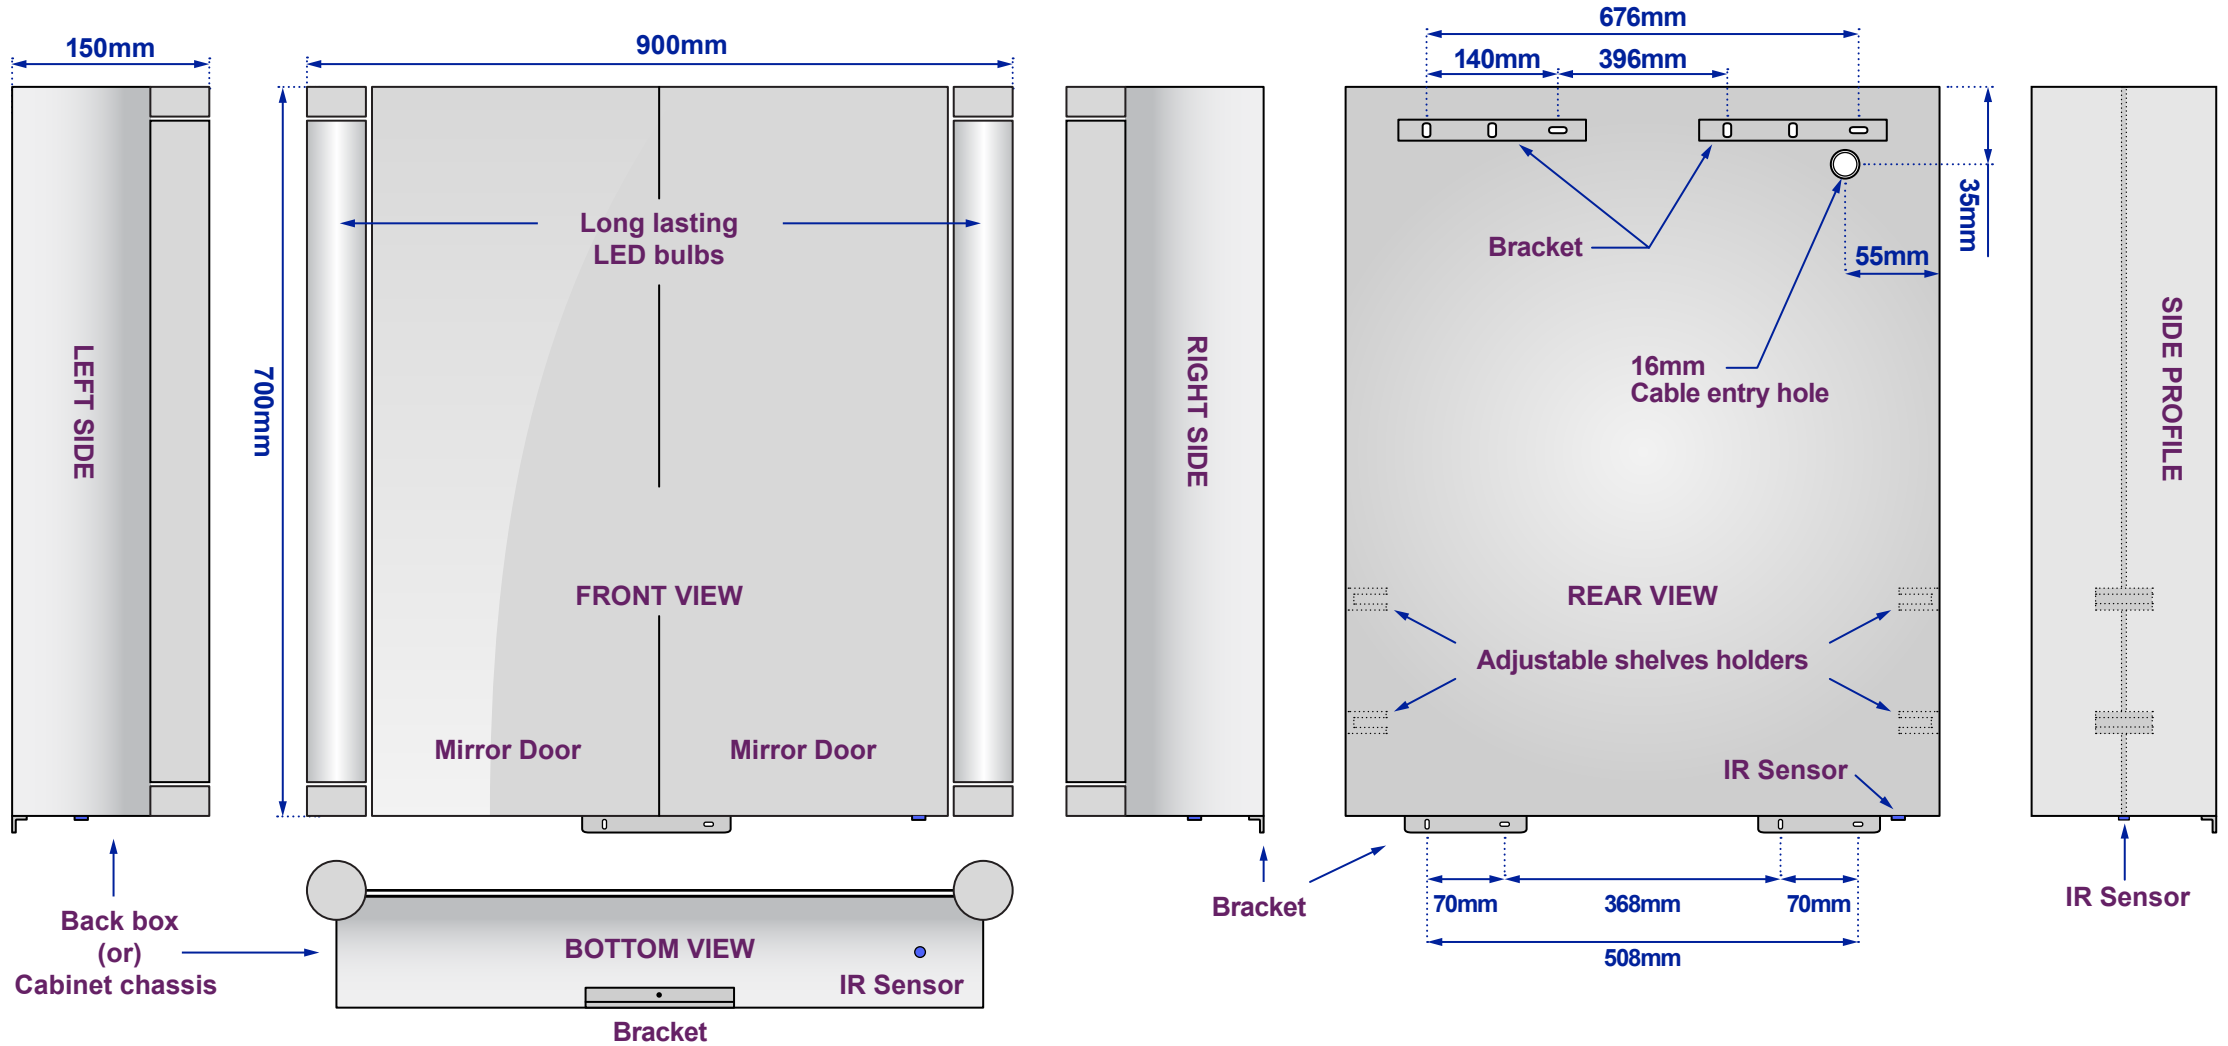 150mm
900mm
676mm
140mm
396mm
Long lasting
LED bulbs
700mm
LEFT SIDE
RIGHT SIDE
Bracket
35mm
55mm
16mm
Cable entry hole
SIDE PROFILE
FRONT VIEW
REAR VIEW
Adjustable shelves holders
Mirror Door
Mirror Door
IR Sensor
Back box
(or)
Cabinet chassis
BOTTOM VIEW
IR Sensor
Bracket
Bracket
70mm
368mm
70mm
508mm
IR Sensor